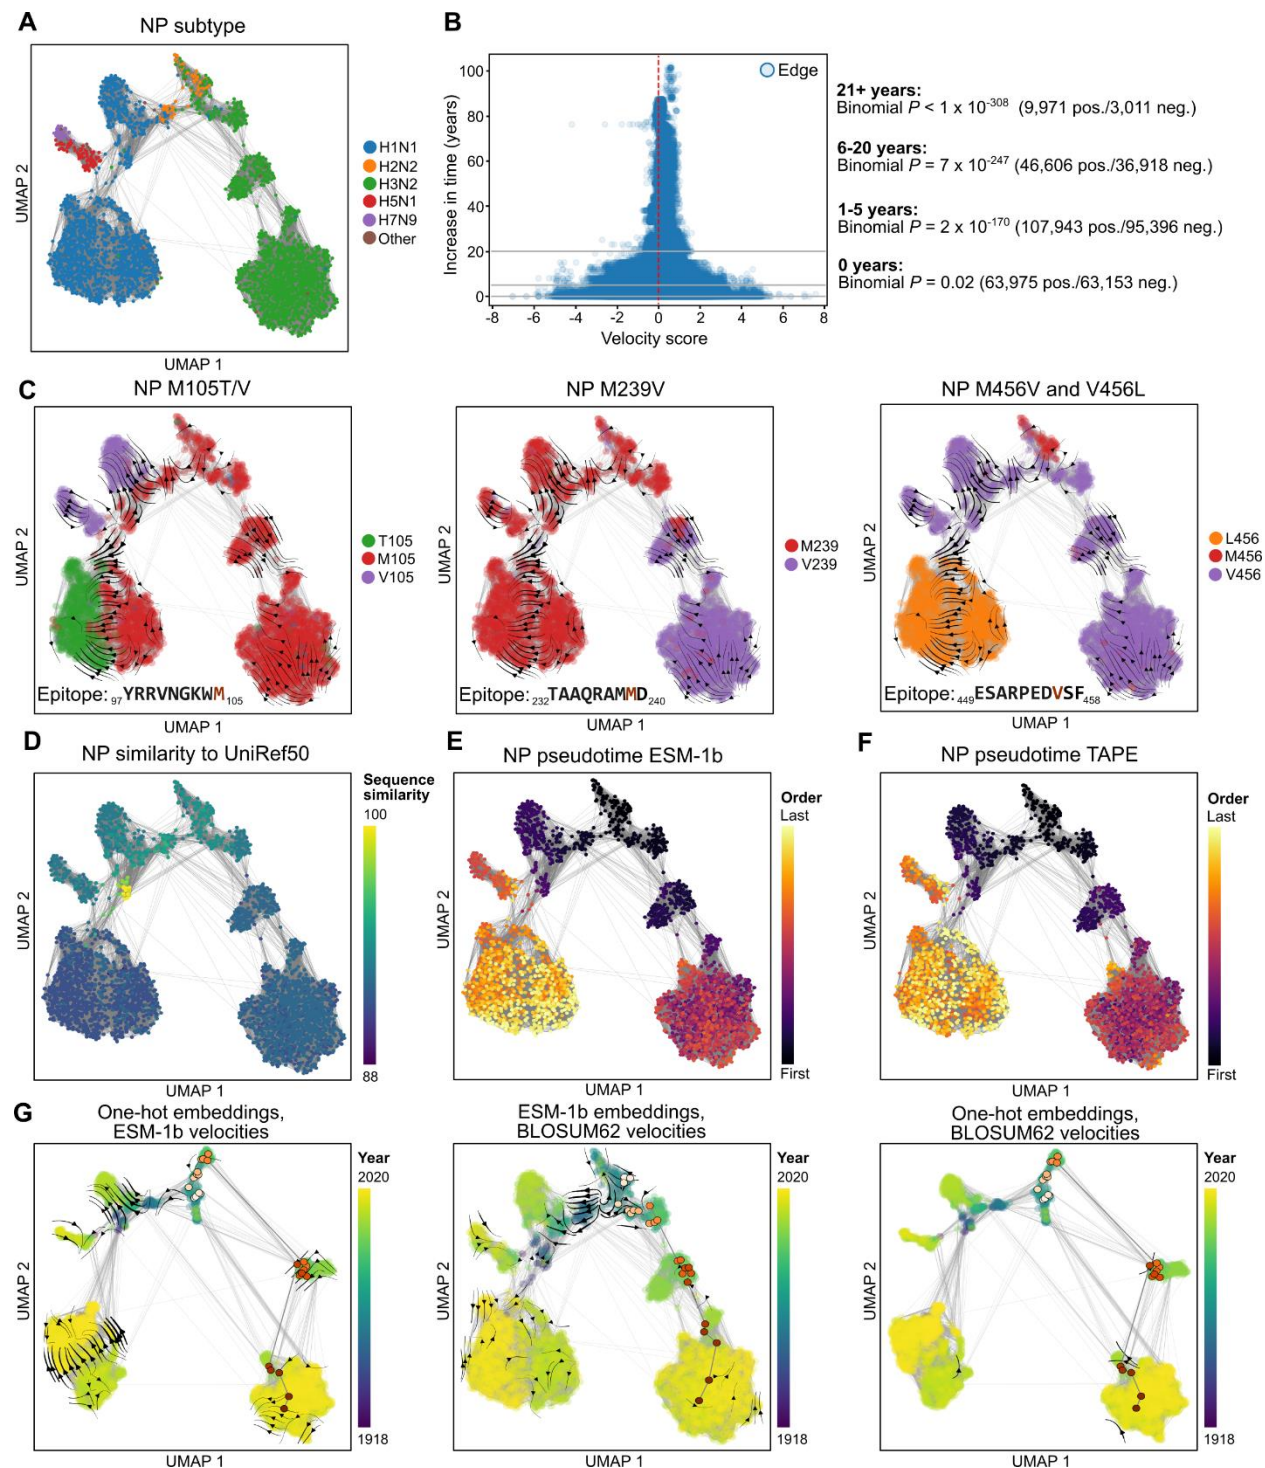 A
NP subtype
UMAP 2
UMAP 1
H1N1
H2N2
H3N2
H5N1
H7N9
Other
B
Increase in time (years)
100
80
60
40
20
0
-8 -6 -4 -2 0 2 4 6 8
Velocity score
Edge
21+ years:
Binomial P < 1 x 10-308 (9,971 pos./3,011 neg.)
6-20 years:
Binomial P = 7 x 10-247 (46,606 pos./36,918 neg.)
1-5 years:
Binomial P = 2 x 10-170 (107,943 pos./95,396 neg.)
0 years:
Binomial P = 0.02 (63,975 pos./63,153 neg.)
C
NP M105T/V
UMAP 2
T105
M105
V105
Epitope: 97YRRVNGKWM105
UMAP 1
NP M239V
UMAP 2
M239
V239
Epitope: 232TAAQRAMMD240
UMAP 1
NP M456V and V456L
UMAP 2
L456
M456
V456
Epitope: 449ESARPEDVSF458
UMAP 1
D
NP similarity to UniRef50
UMAP 2
UMAP 1
Sequence
similarity
100
88
E
NP pseudotime ESM-1b
UMAP 2
UMAP 1
Order
Last
First
F
NP pseudotime TAPE
UMAP 2
UMAP 1
Order
Last
First
G
One-hot embeddings,
ESM-1b velocities
UMAP 2
UMAP 1
Year
2020
1918
ESM-1b embeddings,
BLOSUM62 velocities
UMAP 2
UMAP 1
Year
2020
1918
One-hot embeddings,
BLOSUM62 velocities
UMAP 2
UMAP 1
Year
2020
1918